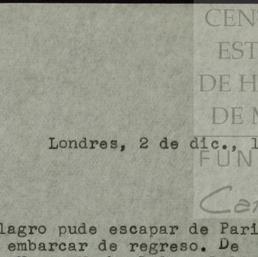 CEN
EST
DE H
DE M
Londres, 2 de dic., 1
FUN
Car
lagro pude escapar de Pari
embarcar de regreso. De